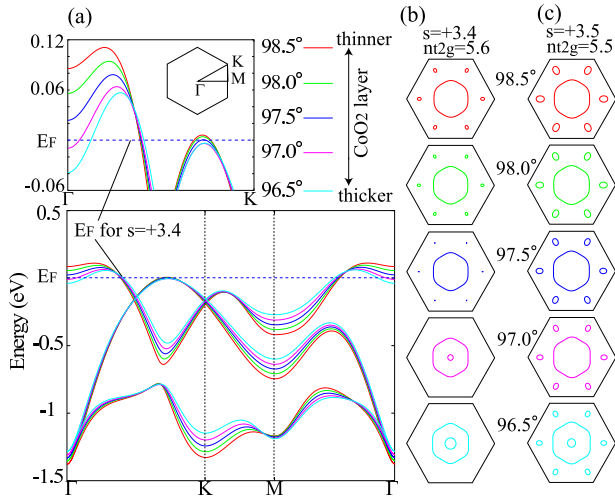 (a)
0.12
0.06
EF
-0.06
Γ
K
K
M
Γ
98.5°
98.0°
97.5°
97.0°
96.5°
thinner
CoO2 layer
thicker
EF for s=+3.4
0.5
EF
-0.5
-1
-1.5
Energy (eV)
Γ
K
M
Γ
(b)
s=+3.4
nt2g=5.6
(c)
s=+3.5
nt2g=5.5
98.5°
98.0°
97.5°
97.0°
96.5°